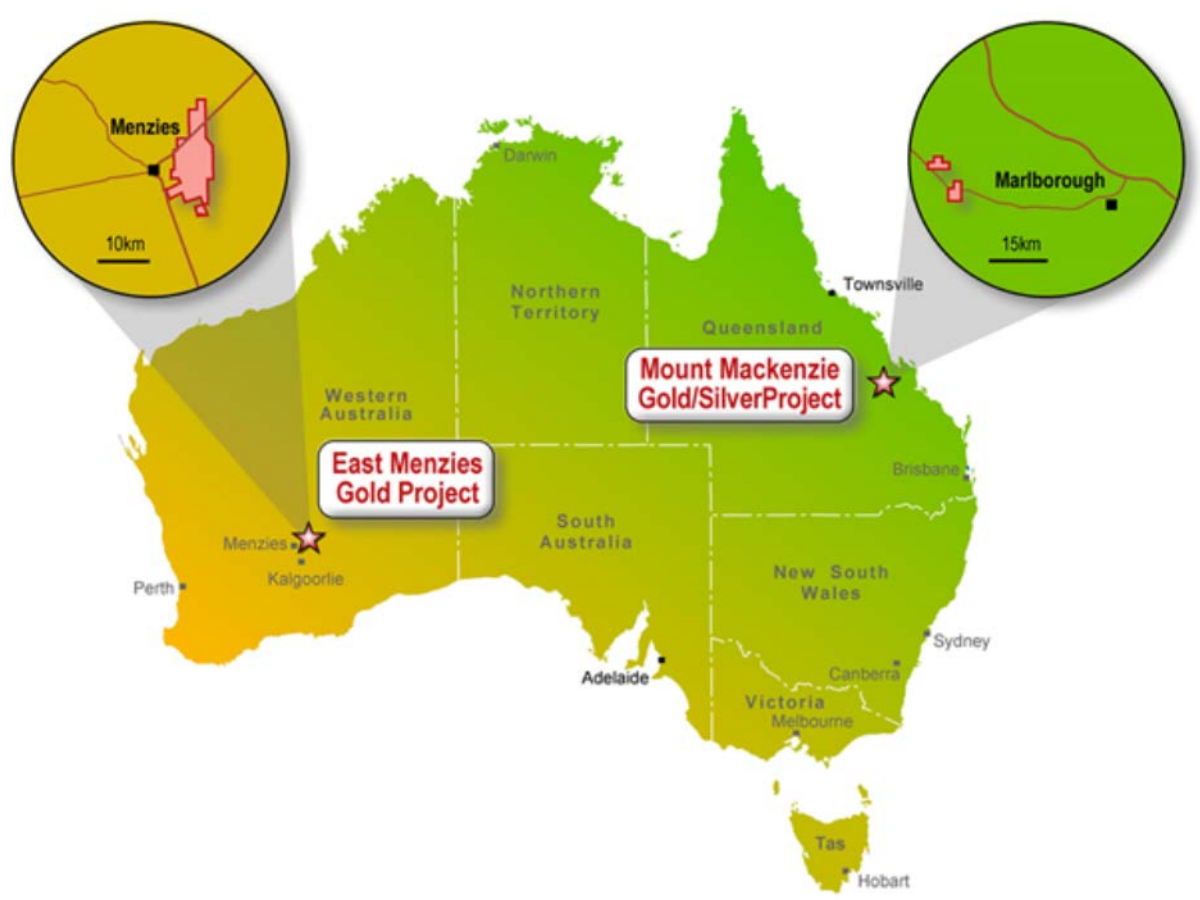 Menzies
10km
Marlborough
15km
Darwin
Townsville
Northern
Territory
Queensland
Mount Mackenzie
Gold/SilverProject
Western
Australia
East Menzies
Gold Project
Brisbane
South
Australia
Menzies
Kalgoorlie
Perth
New South
Wales
Sydney
Adelaide
Canberra
Victoria
Melbourne
Tas
Hobart